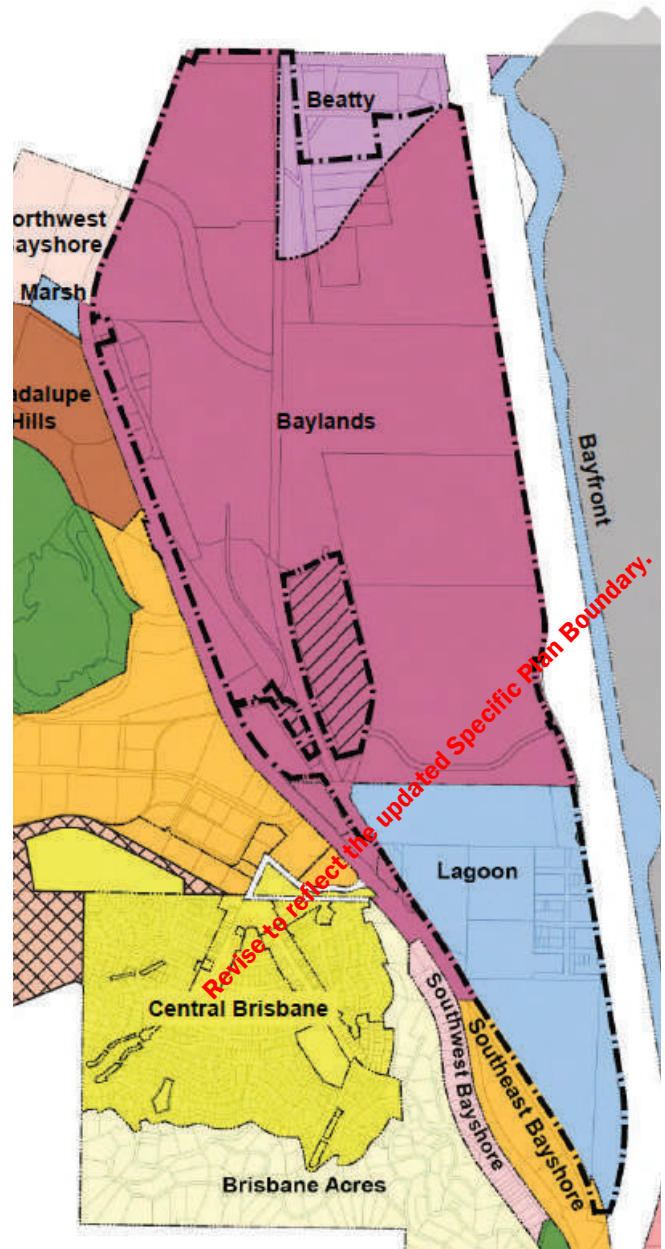 Beatty
orthwest
ayshore
Marsh
adalupe
Hills
Baylands
Bayfront
Revise to reflect the updated Specific Plan Boundary.
Lagoon
Central Brisbane
Southwest Bayshore
Southeast Bayshore
Brisbane Acres